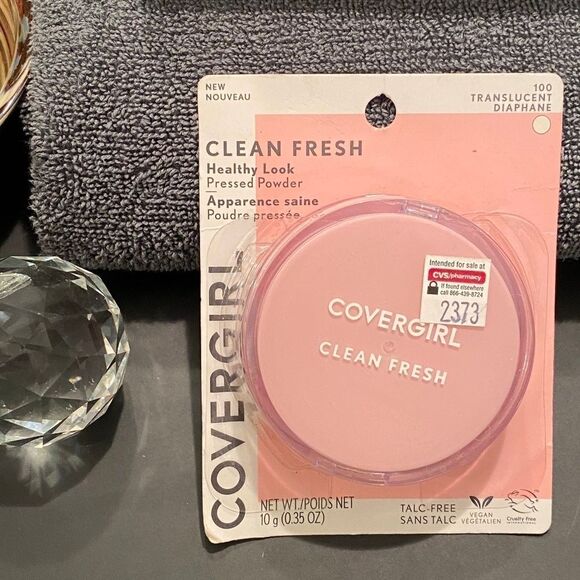 NEW
NOUVEAU
100
TRANSLUCENT
DIAPHANE
CLEAN FRESH
Healthy Look
Pressed Powder
Apparence saine
Poudre pressée
COVERGIRL
Intended for sale at
CVS/pharmacy
If found elsewhere
call 866-439-8724
2373
COVERGIRL
CLEAN FRESH
NET WT./POIDS NET
10 g (0.35 OZ)
TALC-FREE
SANS TALC
VEGAN
VÉGÉTALIEN
Cruelty Free
INTERNATIONAL